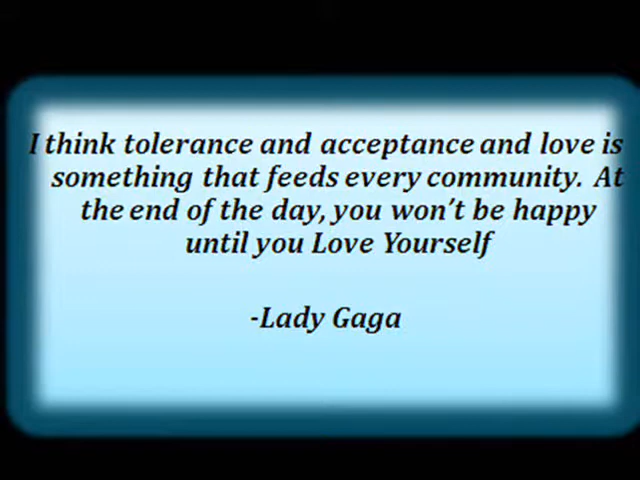 I think tolerance and acceptance and love is
something that feeds every community. At
the end of the day, you won't be happy
until you Love Yourself
-Lady Gaga